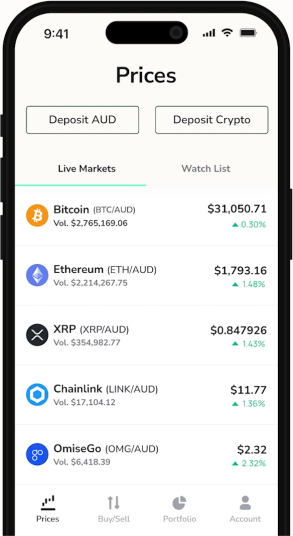 9:41
Prices
Deposit AUD Deposit Crypto
Live Markets Watch List
Bitcoin (BTC/AUD) $31,050.71
Vol. $2,765,169.06 0.30%
Ethereum (ETH/AUD) $1,793.16
Vol. $2,214,267.75 1.48%
XRP (XRP/AUD) $0.847926
Vol. $354,982.77 1.43%
Chainlink (LINK/AUD) $11.77
Vol. $17,104.12 1.36%
OmiseGo (OMG/AUD) $2.32
Vol. $6,418.39 2.32%
Prices Buy/Sell Portfolio Account